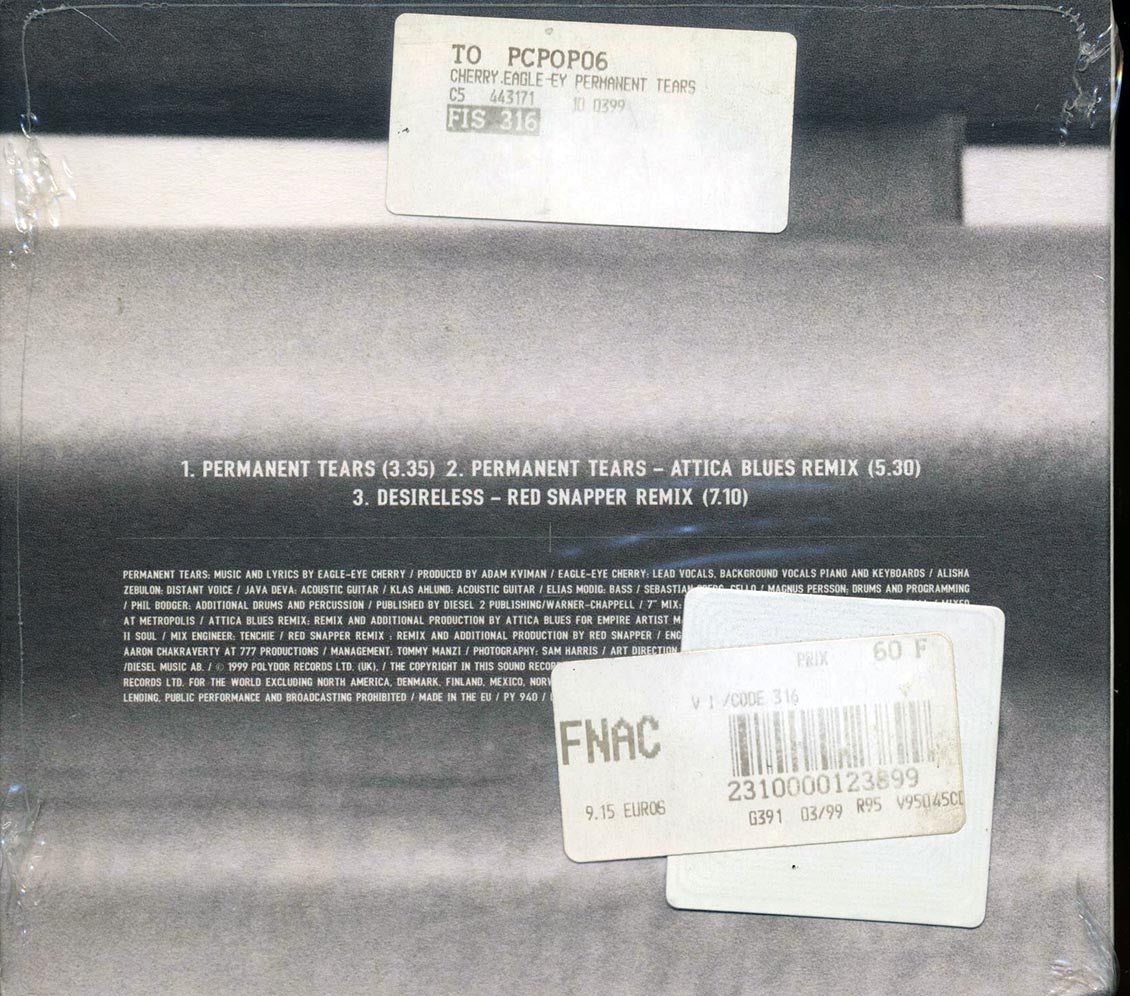 TO PCPOP06
CHERRY.EAGLE-EY PERMANENT TEARS
C5 443171 ID 0399
FIS 316
1. PERMANENT TEARS (3.35) 2. PERMANENT TEARS – ATTICA BLUES REMIX (5.30)
3. DESIRELESS – RED SNAPPER REMIX (7.10)
PERMANENT TEARS: MUSIC AND LYRICS BY EAGLE-EYE CHERRY / PRODUCED BY ADAM KVIMAN / EAGLE-EYE CHERRY: LEAD VOCALS, BACKGROUND VOCALS PIANO AND KEYBOARDS / ALISHA
ZEBULON: DISTANT VOICE / JAVA DEVA: ACOUSTIC GUITAR / KLAS AHLUND: ACOUSTIC GUITAR / ELIAS MODIG: BASS / CELLO / MAGNUS PERSSON: DRUMS AND PROGRAMMING
/ PHIL BODGER: ADDITIONAL DRUMS AND PERCUSSION / PUBLISHED BY DIESEL 2 PUBLISHING/WARNER-CHAPPELL / 7" MIX: / MIXED
AT METROPOLIS / ATTICA BLUES REMIX: REMIX AND ADDITIONAL PRODUCTION BY ATTICA BLUES FOR EMPIRE ARTIST
II SOUL / MIX ENGINEER: TENCHIE / RED SNAPPER REMIX : REMIX AND ADDITIONAL PRODUCTION BY RED SNAPPER /
AARON CHAKRAVERTY AT 777 PRODUCTIONS / MANAGEMENT: TOMMY MANZI / PHOTOGRAPHY: SAM HARRIS / ART DIRECTION
/DIESEL MUSIC AB. / © 1999 POLYDOR RECORDS LTD. (UK). / THE COPYRIGHT IN THIS SOUND
RECORDS LTD. FOR THE WORLD EXCLUDING NORTH AMERICA, DENMARK, FINLAND, MEXICO,
LENDING, PUBLIC PERFORMANCE AND BROADCASTING PROHIBITED / MADE IN THE EU / PY 940 /
PRIX 60 F
V I /CODE 316
FNAC
2310000123899
9.15 EUROS
G391 03/99 R95 V95045CD